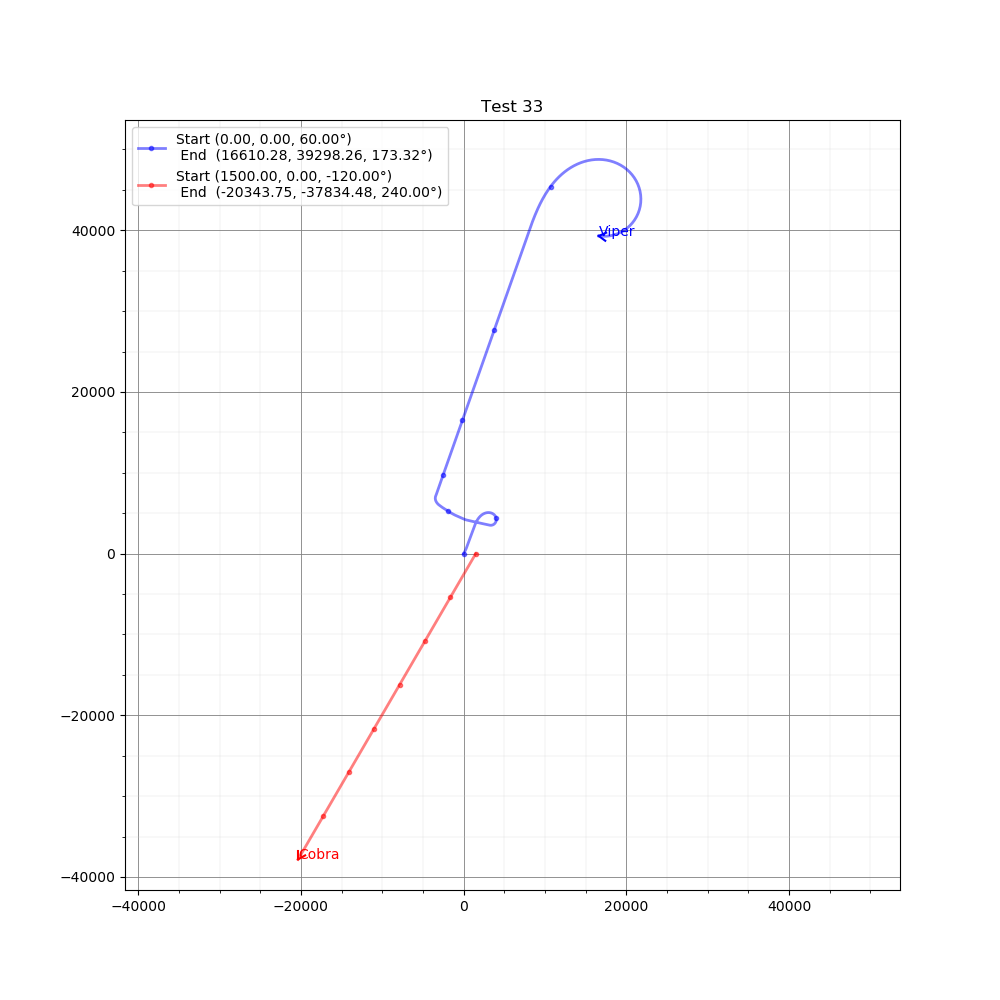 Test 33
Start (0.00, 0.00, 60.00°)
End (16610.28, 39298.26, 173.32°)
Start (1500.00, 0.00, -120.00°)
End (-20343.75, -37834.48, 240.00°)
40000
20000
0
−20000
−40000
Viper
Cobra
−40000 −20000 0 20000 40000